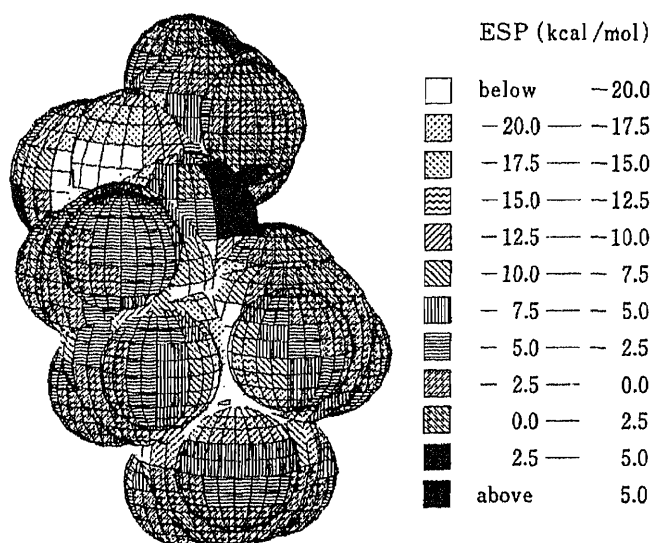 ESP (kcal/mol)
below −20.0
−20.0 — −17.5
−17.5 — −15.0
−15.0 — −12.5
−12.5 — −10.0
−10.0 — − 7.5
− 7.5 — − 5.0
− 5.0 — − 2.5
− 2.5 — 0.0
0.0 — 2.5
2.5 — 5.0
above 5.0